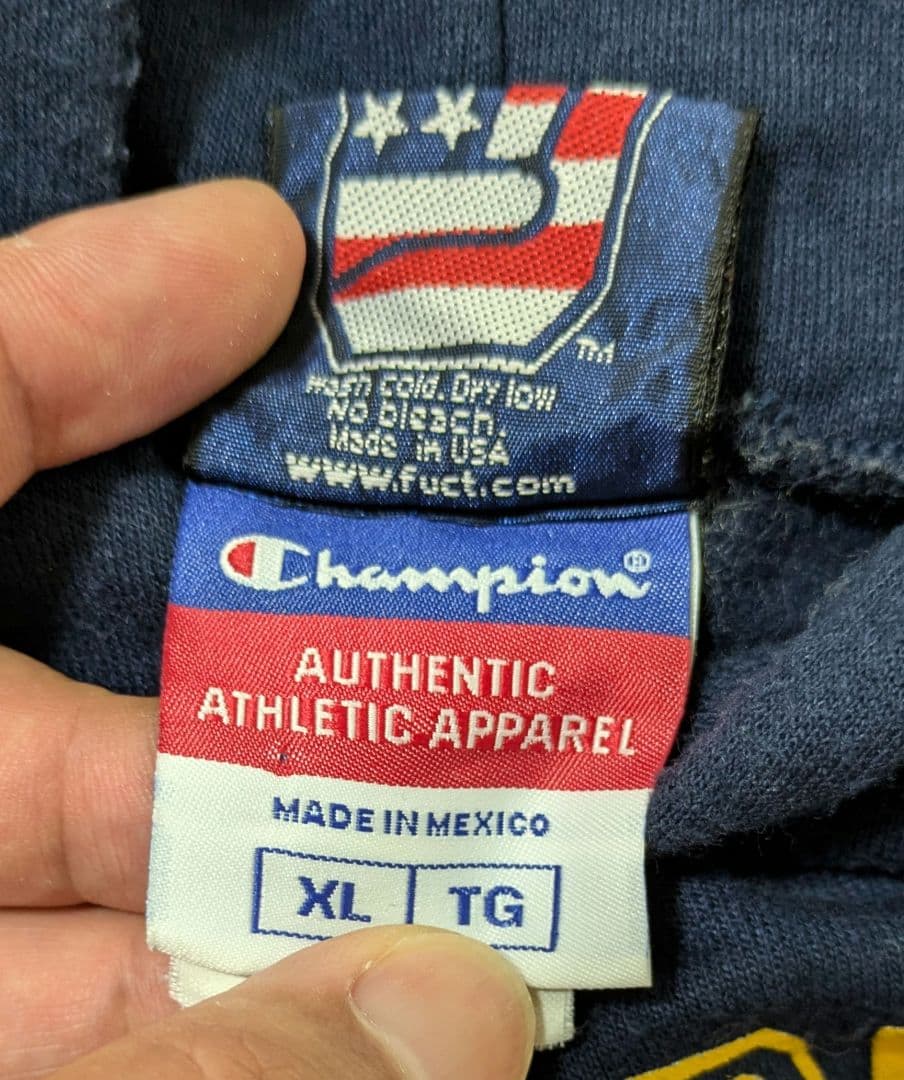 TM
wash cold. Dry low
No bleach.
Made in USA
www.fuct.com
Champion®
AUTHENTIC
ATHLETIC APPAREL
MADE IN MEXICO
XL TG